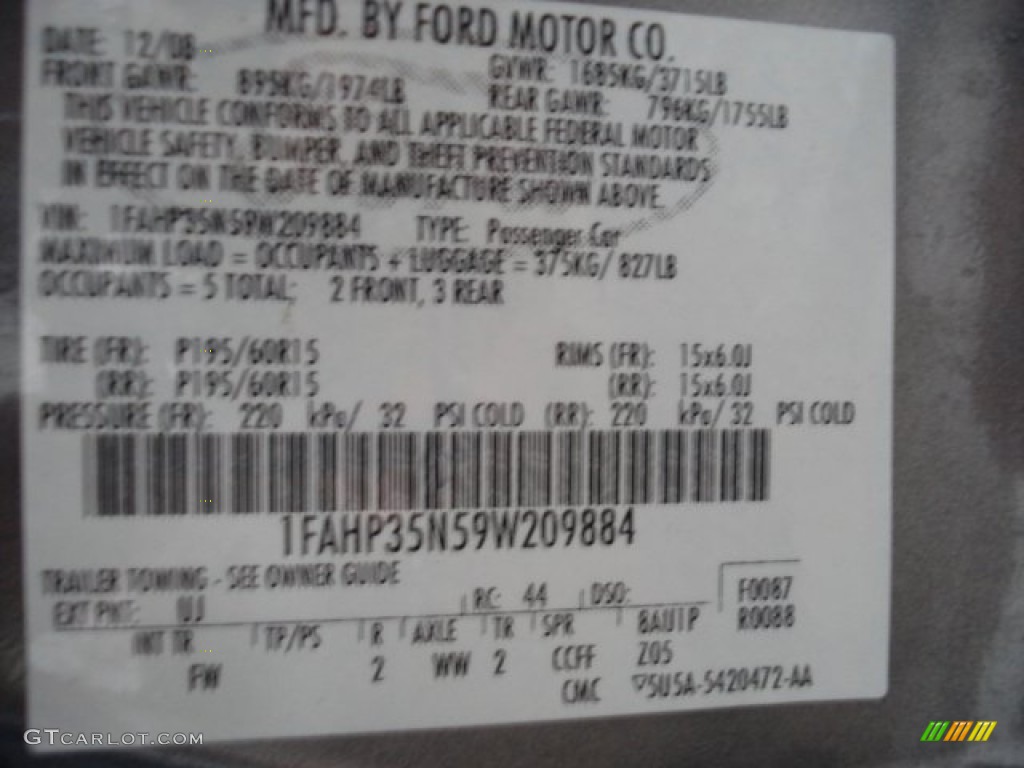 MFD. BY FORD MOTOR CO.
DATE: 12/08 GVWR: 1685KG/3715LB
FRONT GAWR: 895KG/1974LB REAR GAWR: 796KG/1755LB
THIS VEHICLE CONFORMS TO ALL APPLICABLE FEDERAL MOTOR
VEHICLE SAFETY, BUMPER, AND THEFT PREVENTION STANDARDS
IN EFFECT ON THE DATE OF MANUFACTURE SHOWN ABOVE.
VIN: 1FAHP35N59W209884 TYPE: Passenger Car
MAXIMUM LOAD = OCCUPANTS + LUGGAGE = 375KG/ 827LB
OCCUPANTS = 5 TOTAL; 2 FRONT, 3 REAR
TIRE (FR): P195/60R15 RIMS (FR): 15x6.0J
(RR): P195/60R15 (RR): 15x6.0J
PRESSURE (FR): 220 kPa/ 32 PSI COLD (RR): 220 kPa/ 32 PSI COLD
1FAHP35N59W209884
TRAILER TOWING - SEE OWNER GUIDE
EXT PNT: UJ RC: 44 DSO: F0087
INT TR TP/PS R AXLE TR SPR BAUIP R0088
FW 2 WW 2 CCFF Z05
CMC ▽5U5A-5420472-AA
GTCARLOT.COM